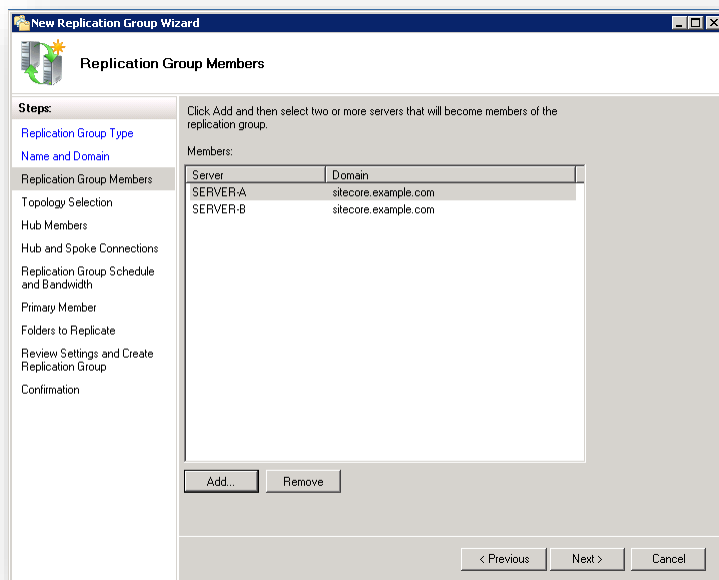 New Replication Group Wizard
Replication Group Members
Steps:
Replication Group Type
Name and Domain
Replication Group Members
Topology Selection
Hub Members
Hub and Spoke Connections
Replication Group Schedule
and Bandwidth
Primary Member
Folders to Replicate
Review Settings and Create
Replication Group
Confirmation
Click Add and then select two or more servers that will become members of the
replication group.
Members:
Server Domain
SERVER-A sitecore.example.com
SERVER-B sitecore.example.com
Add... Remove
< Previous Next > Cancel